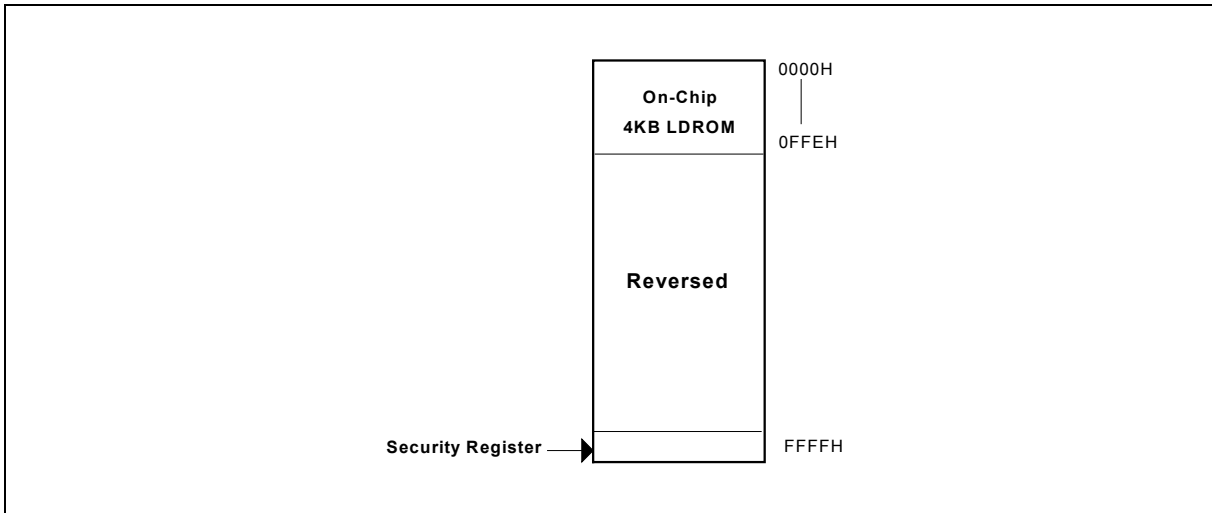 0000H
On-Chip
4KB LDROM
0FFEH
Reversed
Security Register
FFFFH